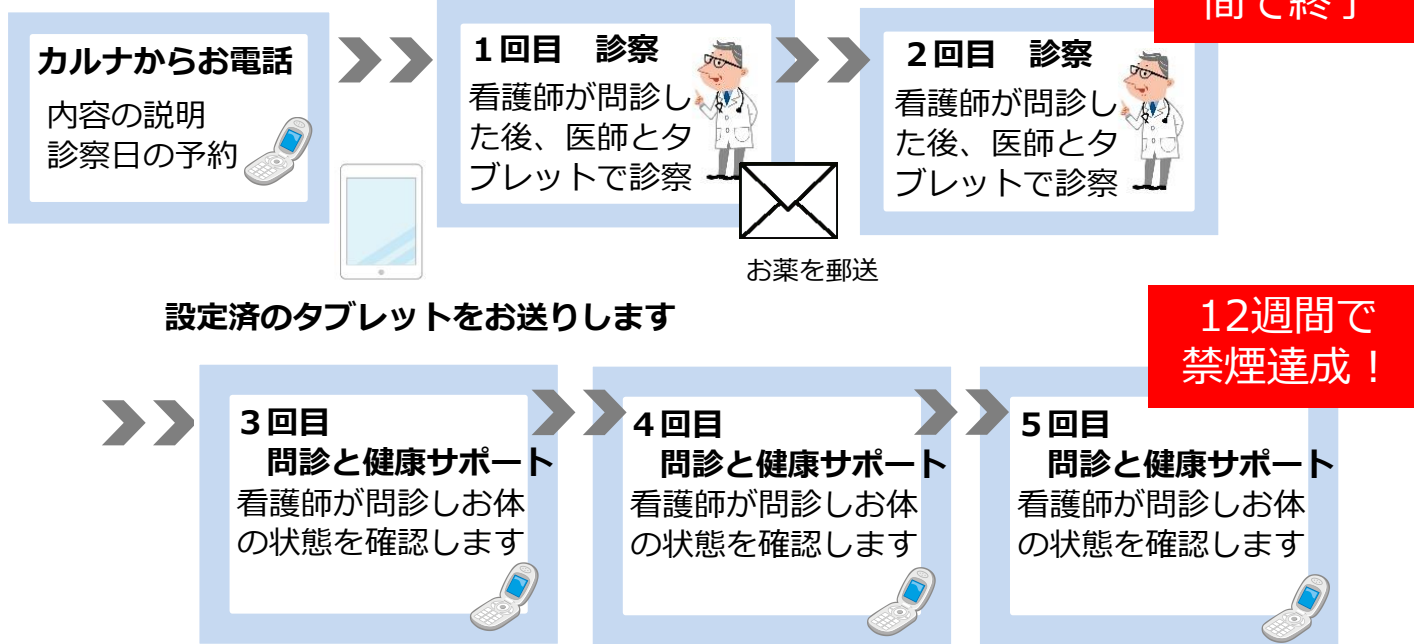 間で終了
カルナからお電話
内容の説明
診察日の予約
1回目 診察
看護師が問診し
た後、医師とタ
ブレットで診察
2回目 診察
看護師が問診し
た後、医師とタ
ブレットで診察
お薬を郵送
設定済のタブレットをお送りします
12週間で
禁煙達成！
3回目
問診と健康サポート
看護師が問診しお体
の状態を確認します
4回目
問診と健康サポート
看護師が問診しお体
の状態を確認します
5回目
問診と健康サポート
看護師が問診しお体
の状態を確認します